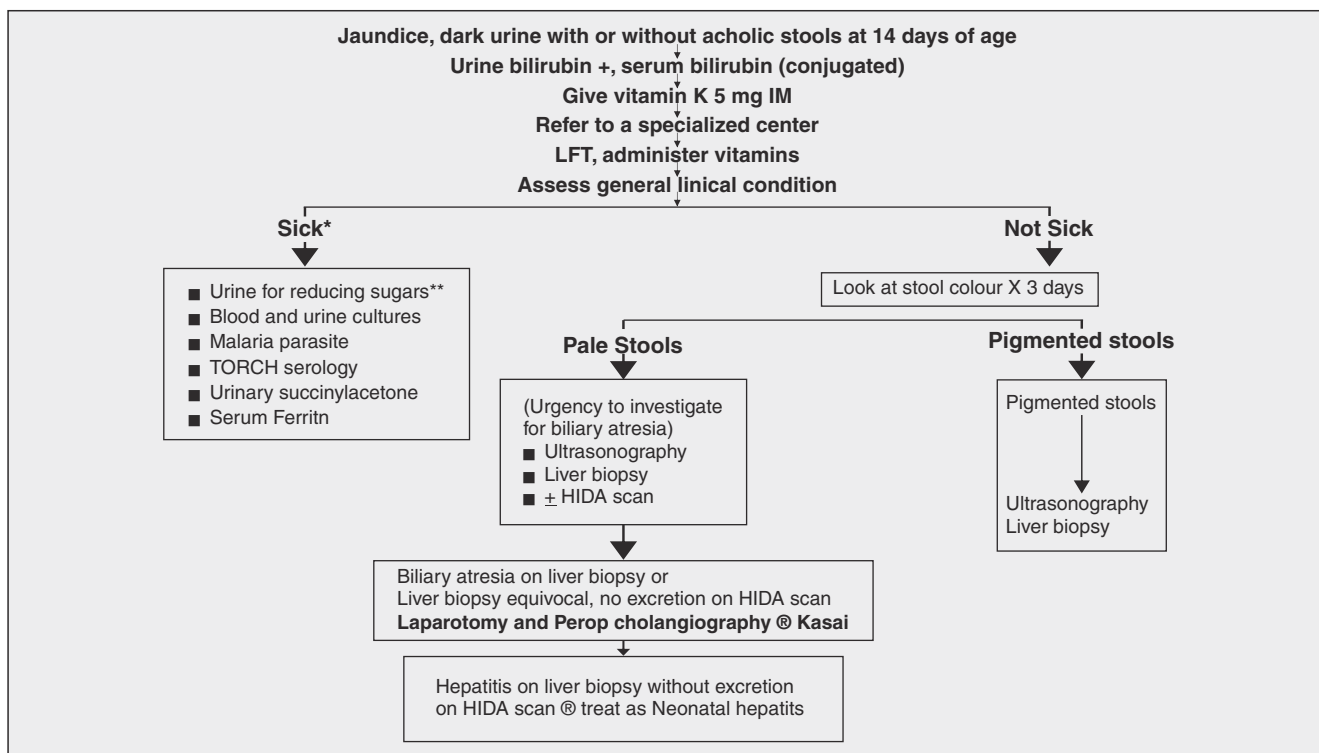 Jaundice, dark urine with or without acholic stools at 14 days of age
Urine bilirubin +, serum bilirubin (conjugated)
Give vitamin K 5 mg IM
Refer to a specialized center
LFT, administer vitamins
Assess general linical condition
Sick*
Not Sick
■ Urine for reducing sugars**
■ Blood and urine cultures
■ Malaria parasite
■ TORCH serology
■ Urinary succinylacetone
■ Serum Ferritn
Look at stool colour X 3 days
Pale Stools
Pigmented stools
(Urgency to investigate
for biliary atresia)
■ Ultrasonography
■ Liver biopsy
■ ± HIDA scan
Pigmented stools
Ultrasonography
Liver biopsy
Biliary atresia on liver biopsy or
Liver biopsy equivocal, no excretion on HIDA scan
Laparotomy and Perop cholangiography ® Kasai
Hepatitis on liver biopsy without excretion
on HIDA scan ® treat as Neonatal hepatits